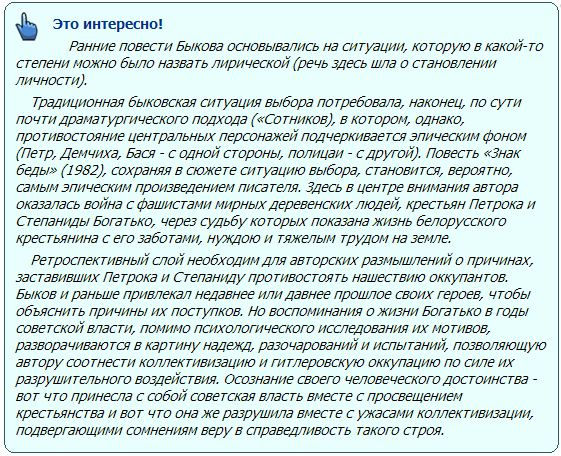 Это интересно!
Ранние повести Быкова основывались на ситуации, которую в какой-то
степени можно было назвать лирической (речь здесь шла о становлении
личности).
Традиционная быковская ситуация выбора потребовала, наконец, по сути
почти драматургического подхода («Сотников), в котором, однако,
противостояние центральных персонажей подчеркивается эпическим фоном
(Петр, Демчиха, Бася - с одной стороны, полицаи - с другой). Повесть «Знак
беды» (1982), сохраняя в сюжете ситуацию выбора, становится, вероятно,
самым эпическим произведением писателя. Здесь в центре внимания автора
оказалась война с фашистами мирных деревенских людей, крестьян Петрока и
Степаниды Богатько, через судьбу которых показана жизнь белорусского
крестьянина с его заботами, нуждою и тяжелым трудом на земле.
Ретроспективный слой необходим для авторских размышлений о причинах,
заставивших Петрока и Степаниду противостоять нашествию оккупантов.
Быков и раньше привлекал недавнее или давнее прошлое своих героев, чтобы
объяснить причины их поступков. Но воспоминания о жизни Богатько в годы
советской власти, помимо психологического исследования их мотивов,
разворачиваются в картину надежд, разочарований и испытаний, позволяющую
автору соотнести коллективизацию и гитлеровскую оккупацию по силе их
разрушительного воздействия. Осознание своего человеческого достоинства -
вот что принесла с собой советская власть вместе с просвещением
крестьянства и вот что она же разрушила вместе с ужасами коллективизации,
подвергающими сомнениям веру в справедливость такого строя.